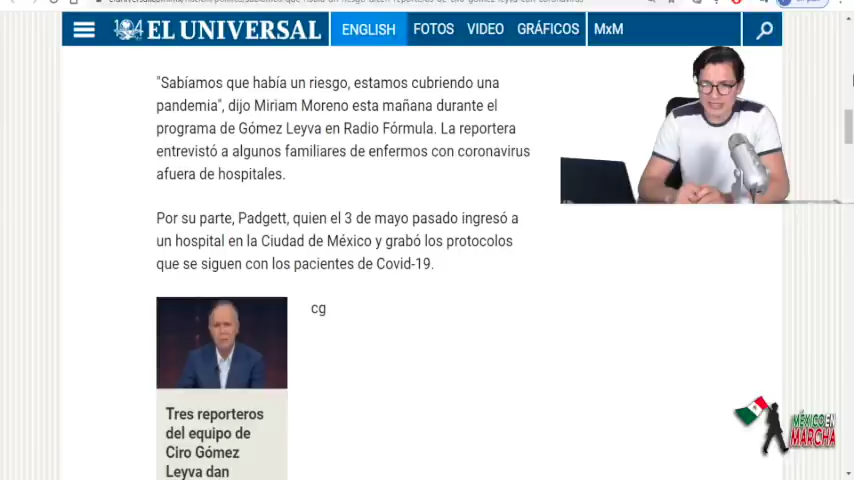 EL UNIVERSAL
ENGLISH
FOTOS
VIDEO
GRÁFICOS
MxM
"Sabíamos que había un riesgo, estamos cubriendo una
pandemia", dijo Miriam Moreno esta mañana durante el
programa de Gómez Leyva en Radio Fórmula. La reportera
entrevistó a algunos familiares de enfermos con coronavirus
afuera de hospitales.
Por su parte, Padgett, quien el 3 de mayo pasado ingresó a
un hospital en la Ciudad de México y grabó los protocolos
que se siguen con los pacientes de Covid-19.
cg
Tres reporteros
del equipo de
Ciro Gómez
Leyva dan
MÉXICO EN
MARCHA